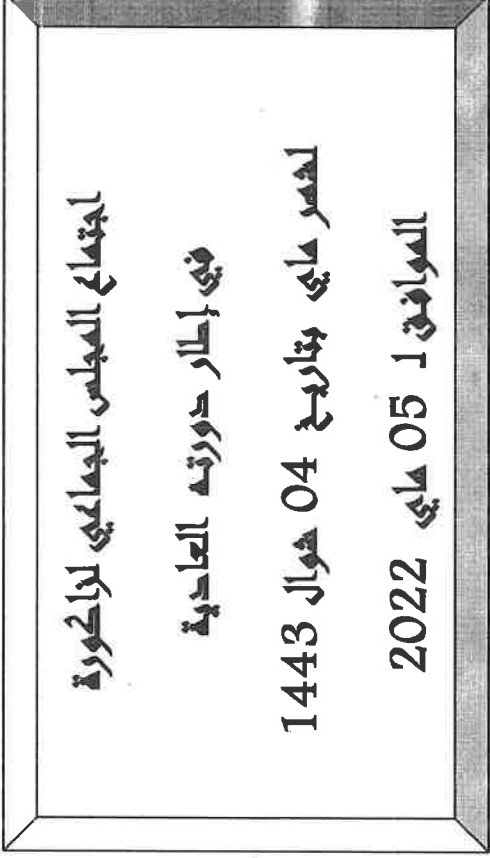 اجتماع المجلس الجماعي لزاكورة
في إطار دورته العادية
لشهر ماي بتاريخ 04 شوال 1443
الموافق ل 05 ماي 2022